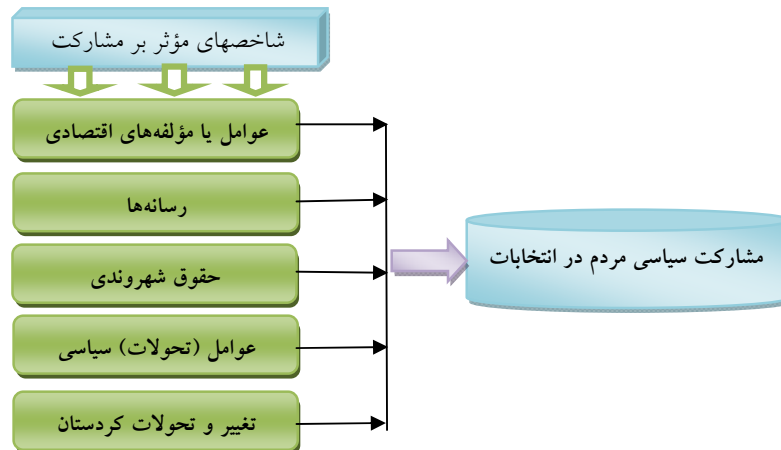 شاخصهای مؤثر بر مشارکت
عوامل یا مؤلفه‌های اقتصادی
رسانه‌ها
حقوق شهروندی
عوامل (تحولات) سیاسی
تغییر و تحولات کردستان
مشارکت سیاسی مردم در انتخابات